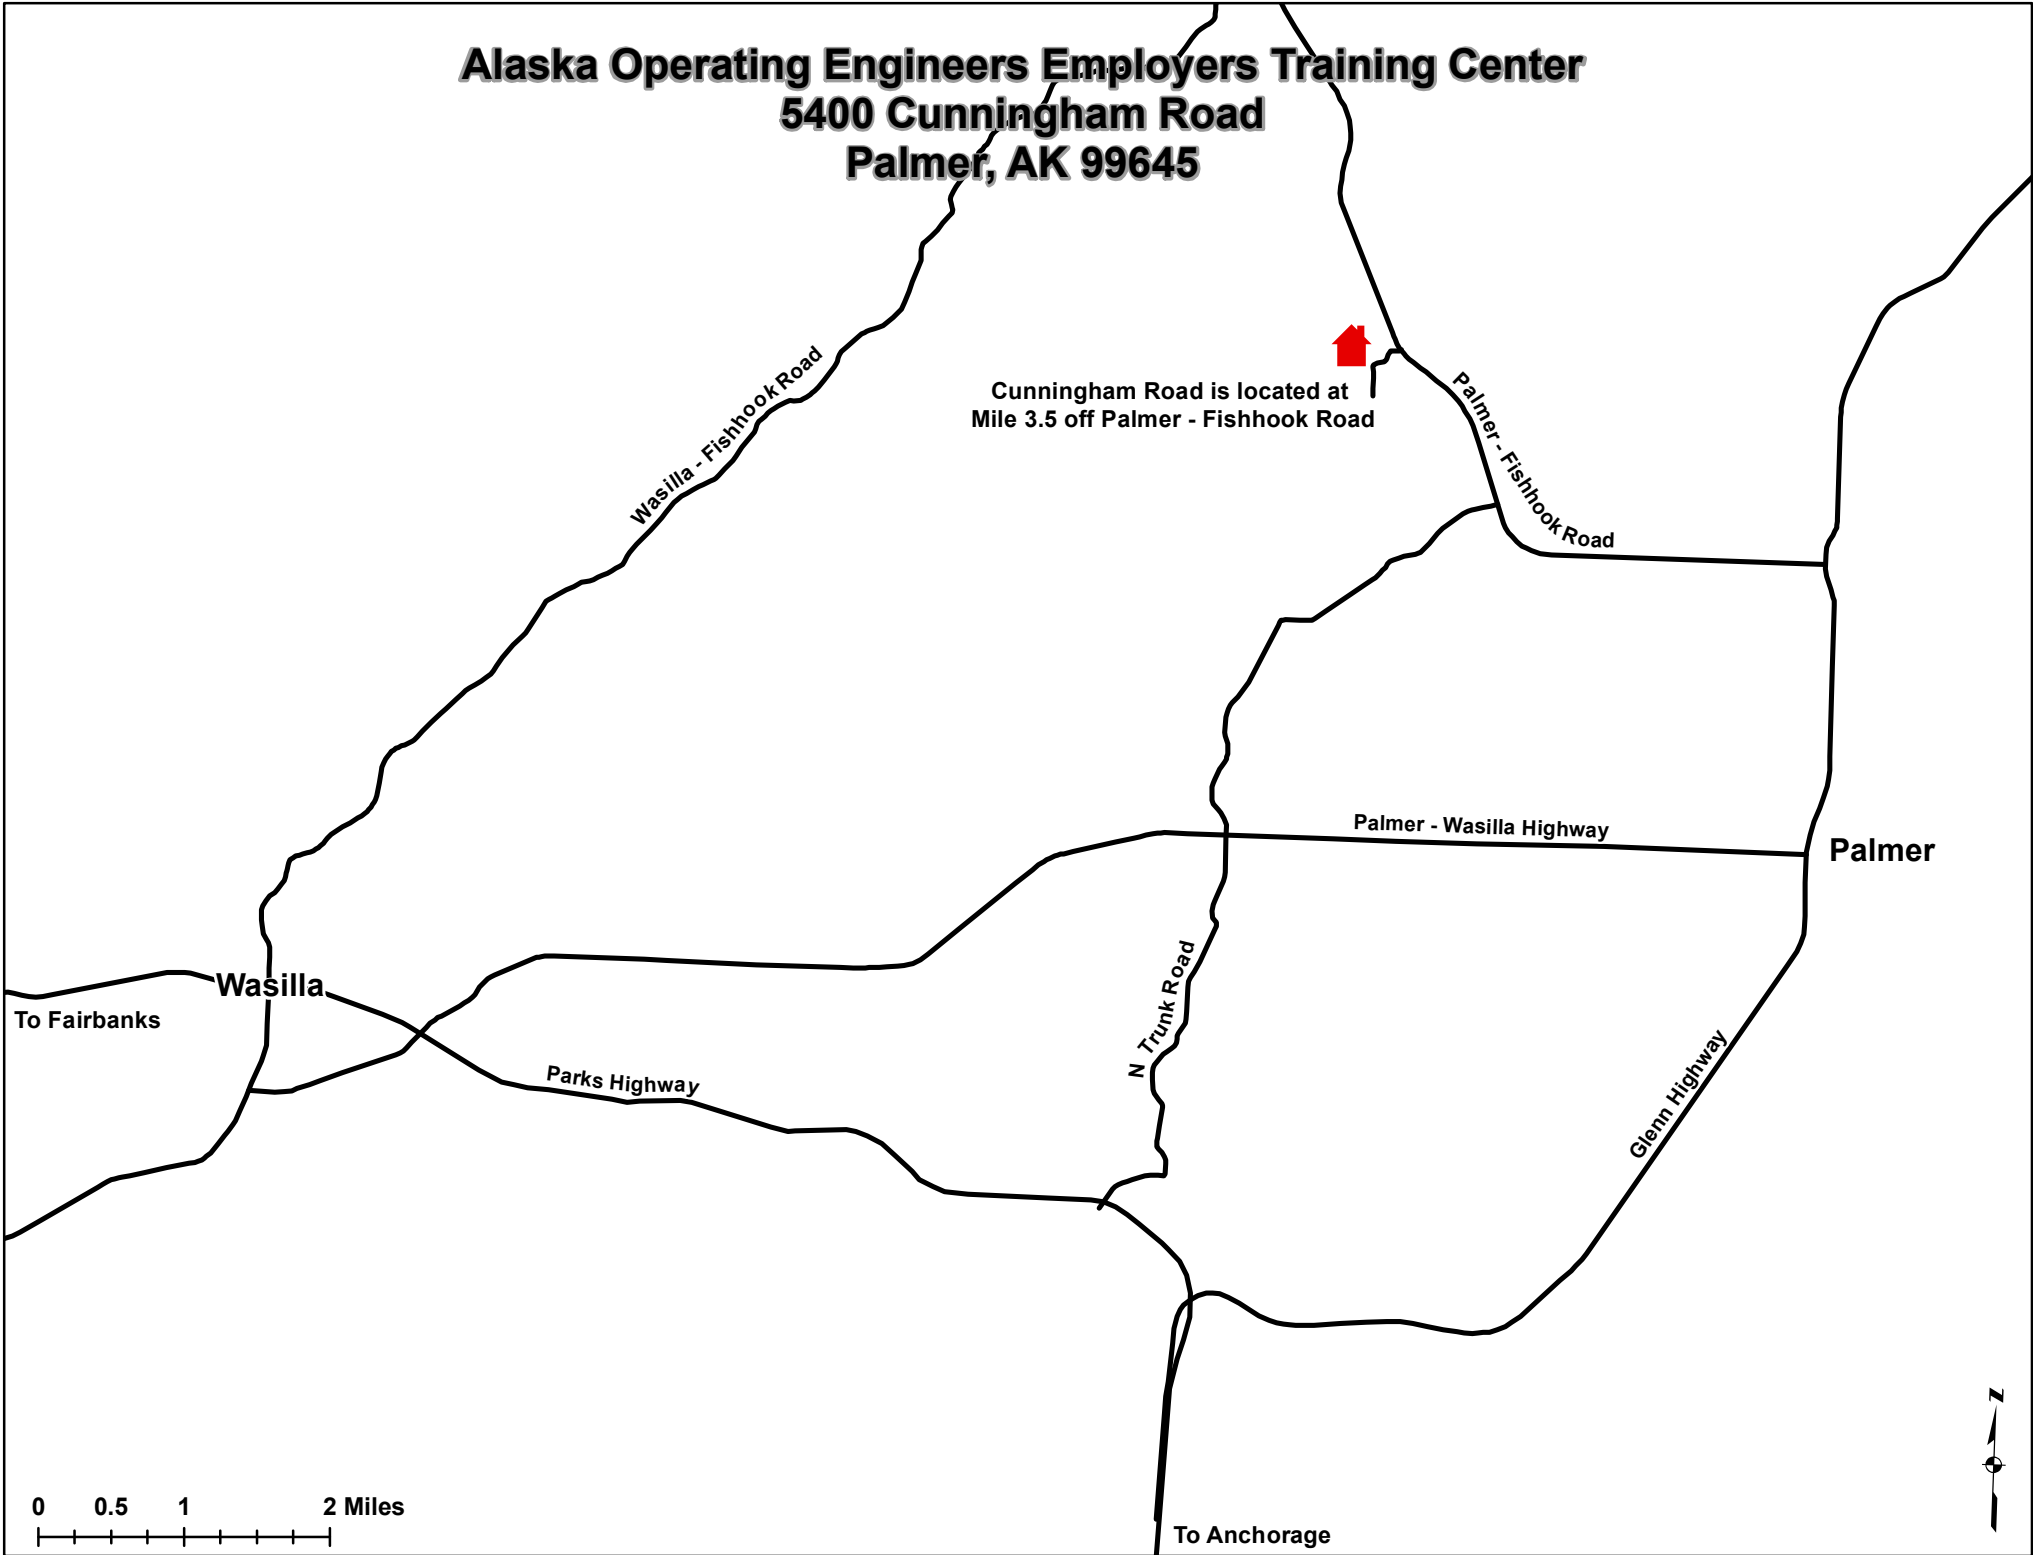 Alaska Operating Engineers Employers Training Center
5400 Cunningham Road
Palmer, AK 99645
Wasilla - Fishhook Road
Cunningham Road is located at
Mile 3.5 off Palmer - Fishhook Road
Palmer - Fishhook Road
Palmer - Wasilla Highway
Palmer
N Trunk Road
Wasilla
To Fairbanks
Parks Highway
Glenn Highway
N
0 0.5 1 2 Miles
To Anchorage